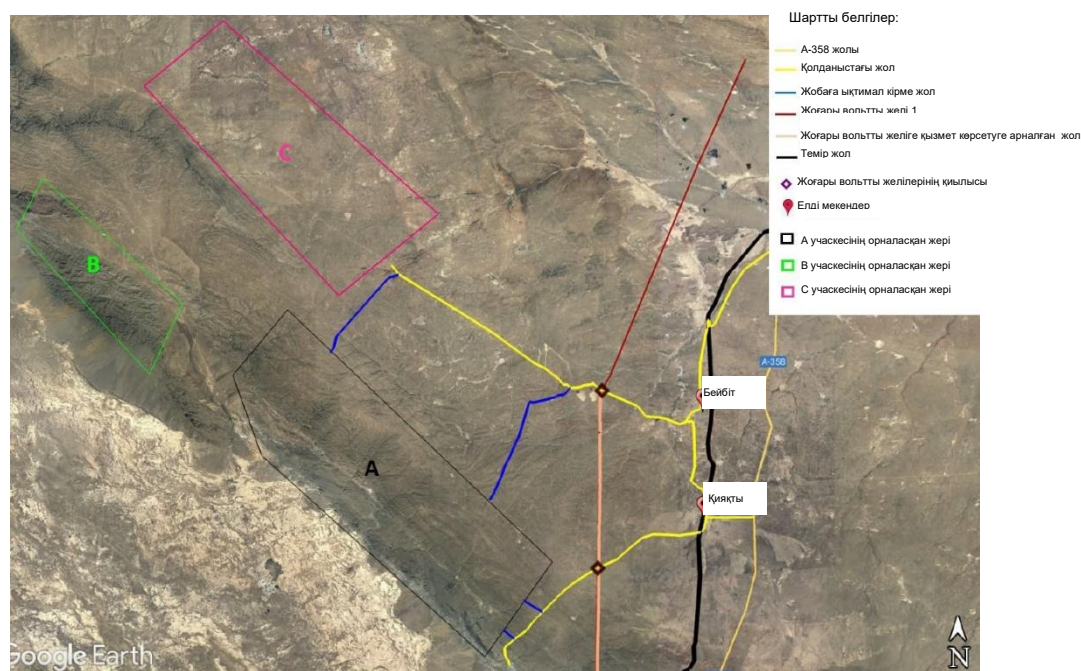 Шартты белгілер:
А-358 жолы
Қолданыстағы жол
Жобаға ықтимал кірме жол
Жоғары вольтты желі 1
Жоғары вольтты желіге қызмет көрсетуге арналған жол
Темір жол
Жоғары вольтты желілерінің қиылысы
Елді мекендер
А учаскесінің орналасқан жері
В учаскесінің орналасқан жері
С учаскесінің орналасқан жері
C
B
A-358
Бейбіт
A
Қияқты
Google Earth
N